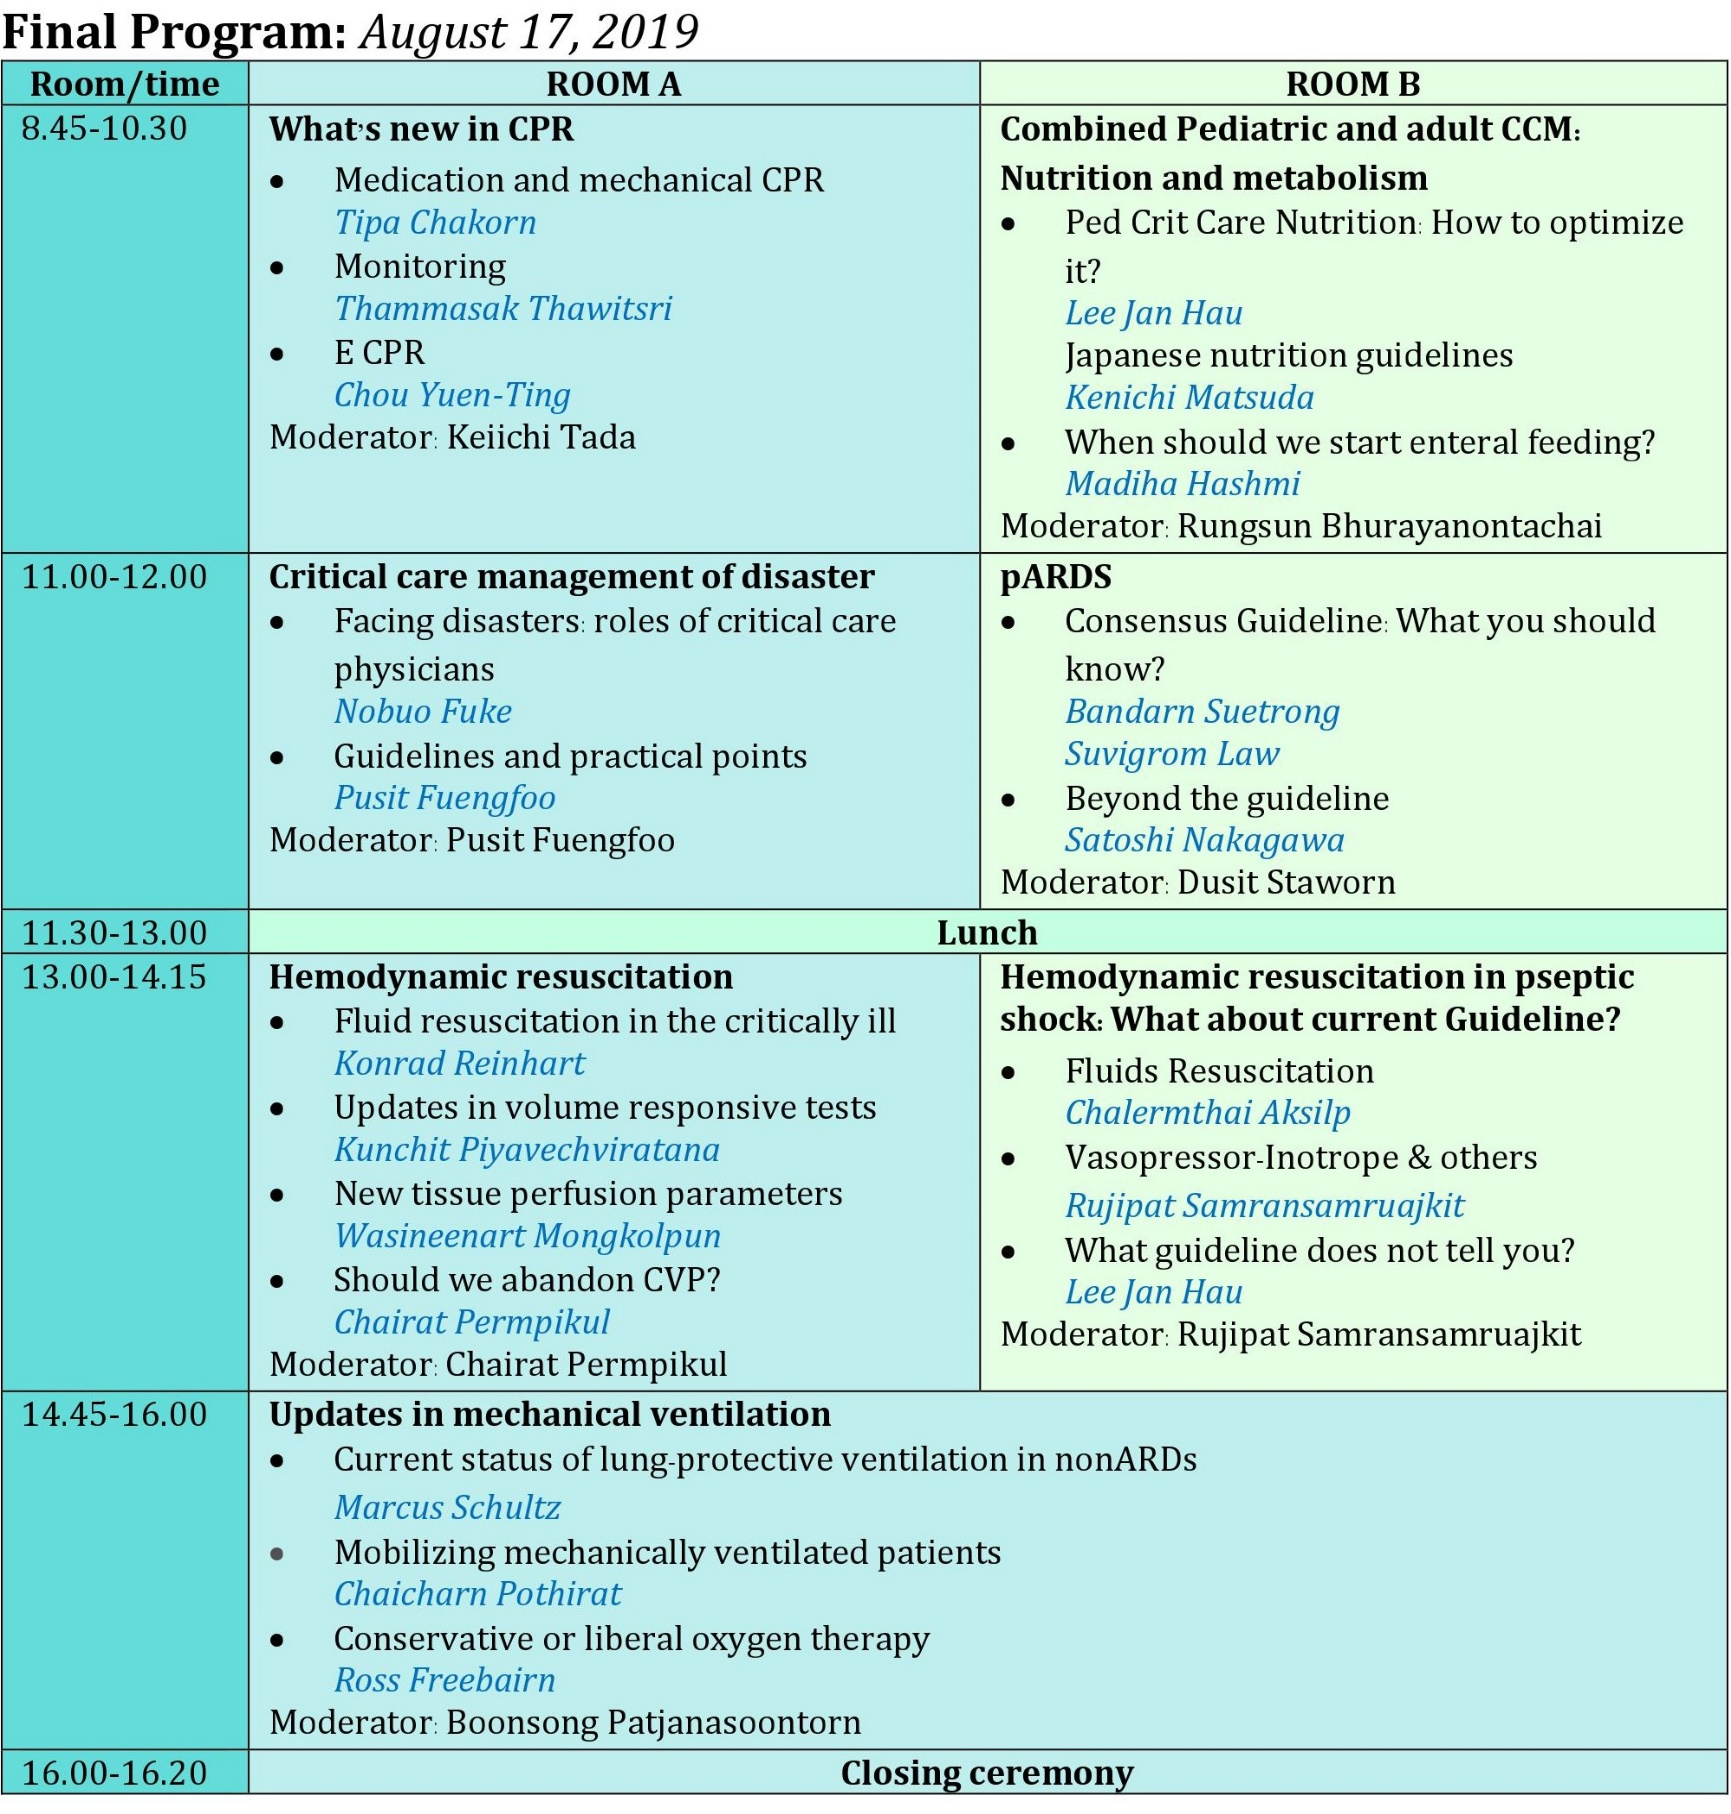 Final Program: August 17, 2019
Room/time
ROOM A
ROOM B
8.45-10.30
What's new in CPR
• Medication and mechanical CPR
Tipa Chakorn
• Monitoring
Thammasak Thawitsri
• E CPR
Chou Yuen-Ting
Moderator: Keiichi Tada
Combined Pediatric and adult CCM:
Nutrition and metabolism
• Ped Crit Care Nutrition: How to optimize
it?
Lee Jan Hau
Japanese nutrition guidelines
Kenichi Matsuda
• When should we start enteral feeding?
Madiha Hashmi
Moderator: Rungsun Bhurayanontachai
11.00-12.00
Critical care management of disaster
• Facing disasters: roles of critical care
physicians
Nobuo Fuke
• Guidelines and practical points
Pusit Fuengfoo
Moderator: Pusit Fuengfoo
pARDS
• Consensus Guideline: What you should
know?
Bandarn Suetrong
Suvigrom Law
• Beyond the guideline
Satoshi Nakagawa
Moderator: Dusit Staworn
11.30-13.00
Lunch
13.00-14.15
Hemodynamic resuscitation
• Fluid resuscitation in the critically ill
Konrad Reinhart
• Updates in volume responsive tests
Kunchit Piyavechviratana
• New tissue perfusion parameters
Wasineenart Mongkolpun
• Should we abandon CVP?
Chairat Permpikul
Moderator: Chairat Permpikul
Hemodynamic resuscitation in pseptic
shock: What about current Guideline?
• Fluids Resuscitation
Chalermthai Aksilp
• Vasopressor-Inotrope & others
Rujipat Samransamruajkit
• What guideline does not tell you?
Lee Jan Hau
Moderator: Rujipat Samransamruajkit
14.45-16.00
Updates in mechanical ventilation
• Current status of lung-protective ventilation in nonARDs
Marcus Schultz
• Mobilizing mechanically ventilated patients
Chaicharn Pothirat
• Conservative or liberal oxygen therapy
Ross Freebairn
Moderator: Boonsong Patjanasoontorn
16.00-16.20
Closing ceremony